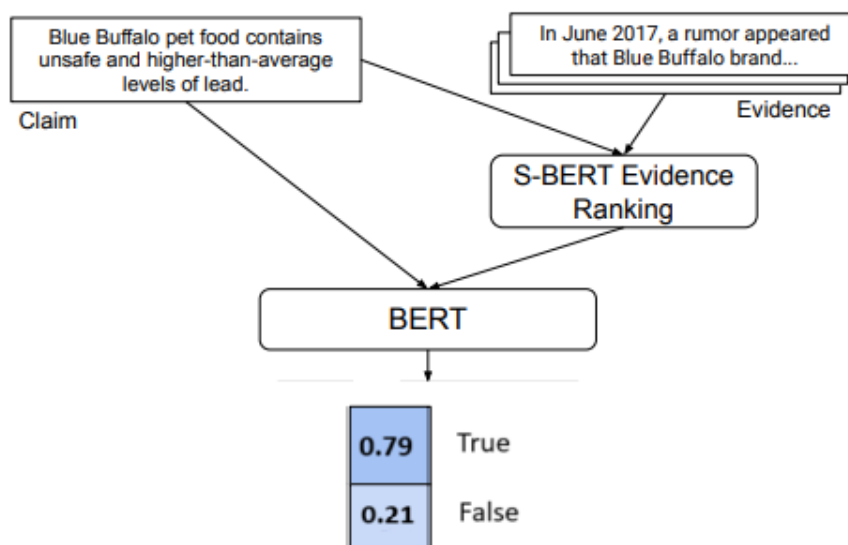 Blue Buffalo pet food contains
unsafe and higher-than-average
levels of lead.
Claim
In June 2017, a rumor appeared
that Blue Buffalo brand...
Evidence
S-BERT Evidence
Ranking
BERT
0.79 True
0.21 False